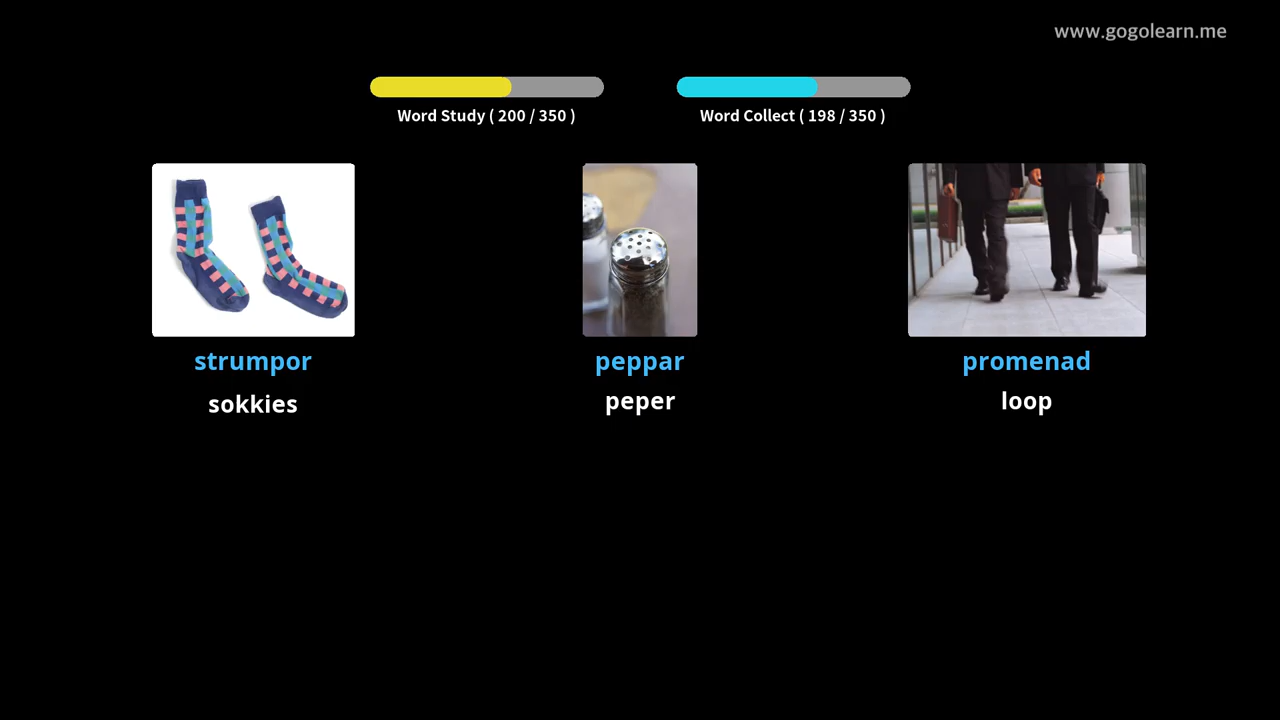 www.gogolearn.me
Word Study ( 200 / 350 )
Word Collect ( 198 / 350 )
strumpor
peppar
promenad
sokkies
peper
loop